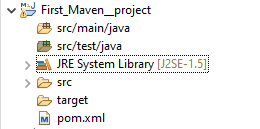 First_Maven__project
src/main/java
src/test/java
JRE System Library [J2SE-1.5]
src
target
pom.xml